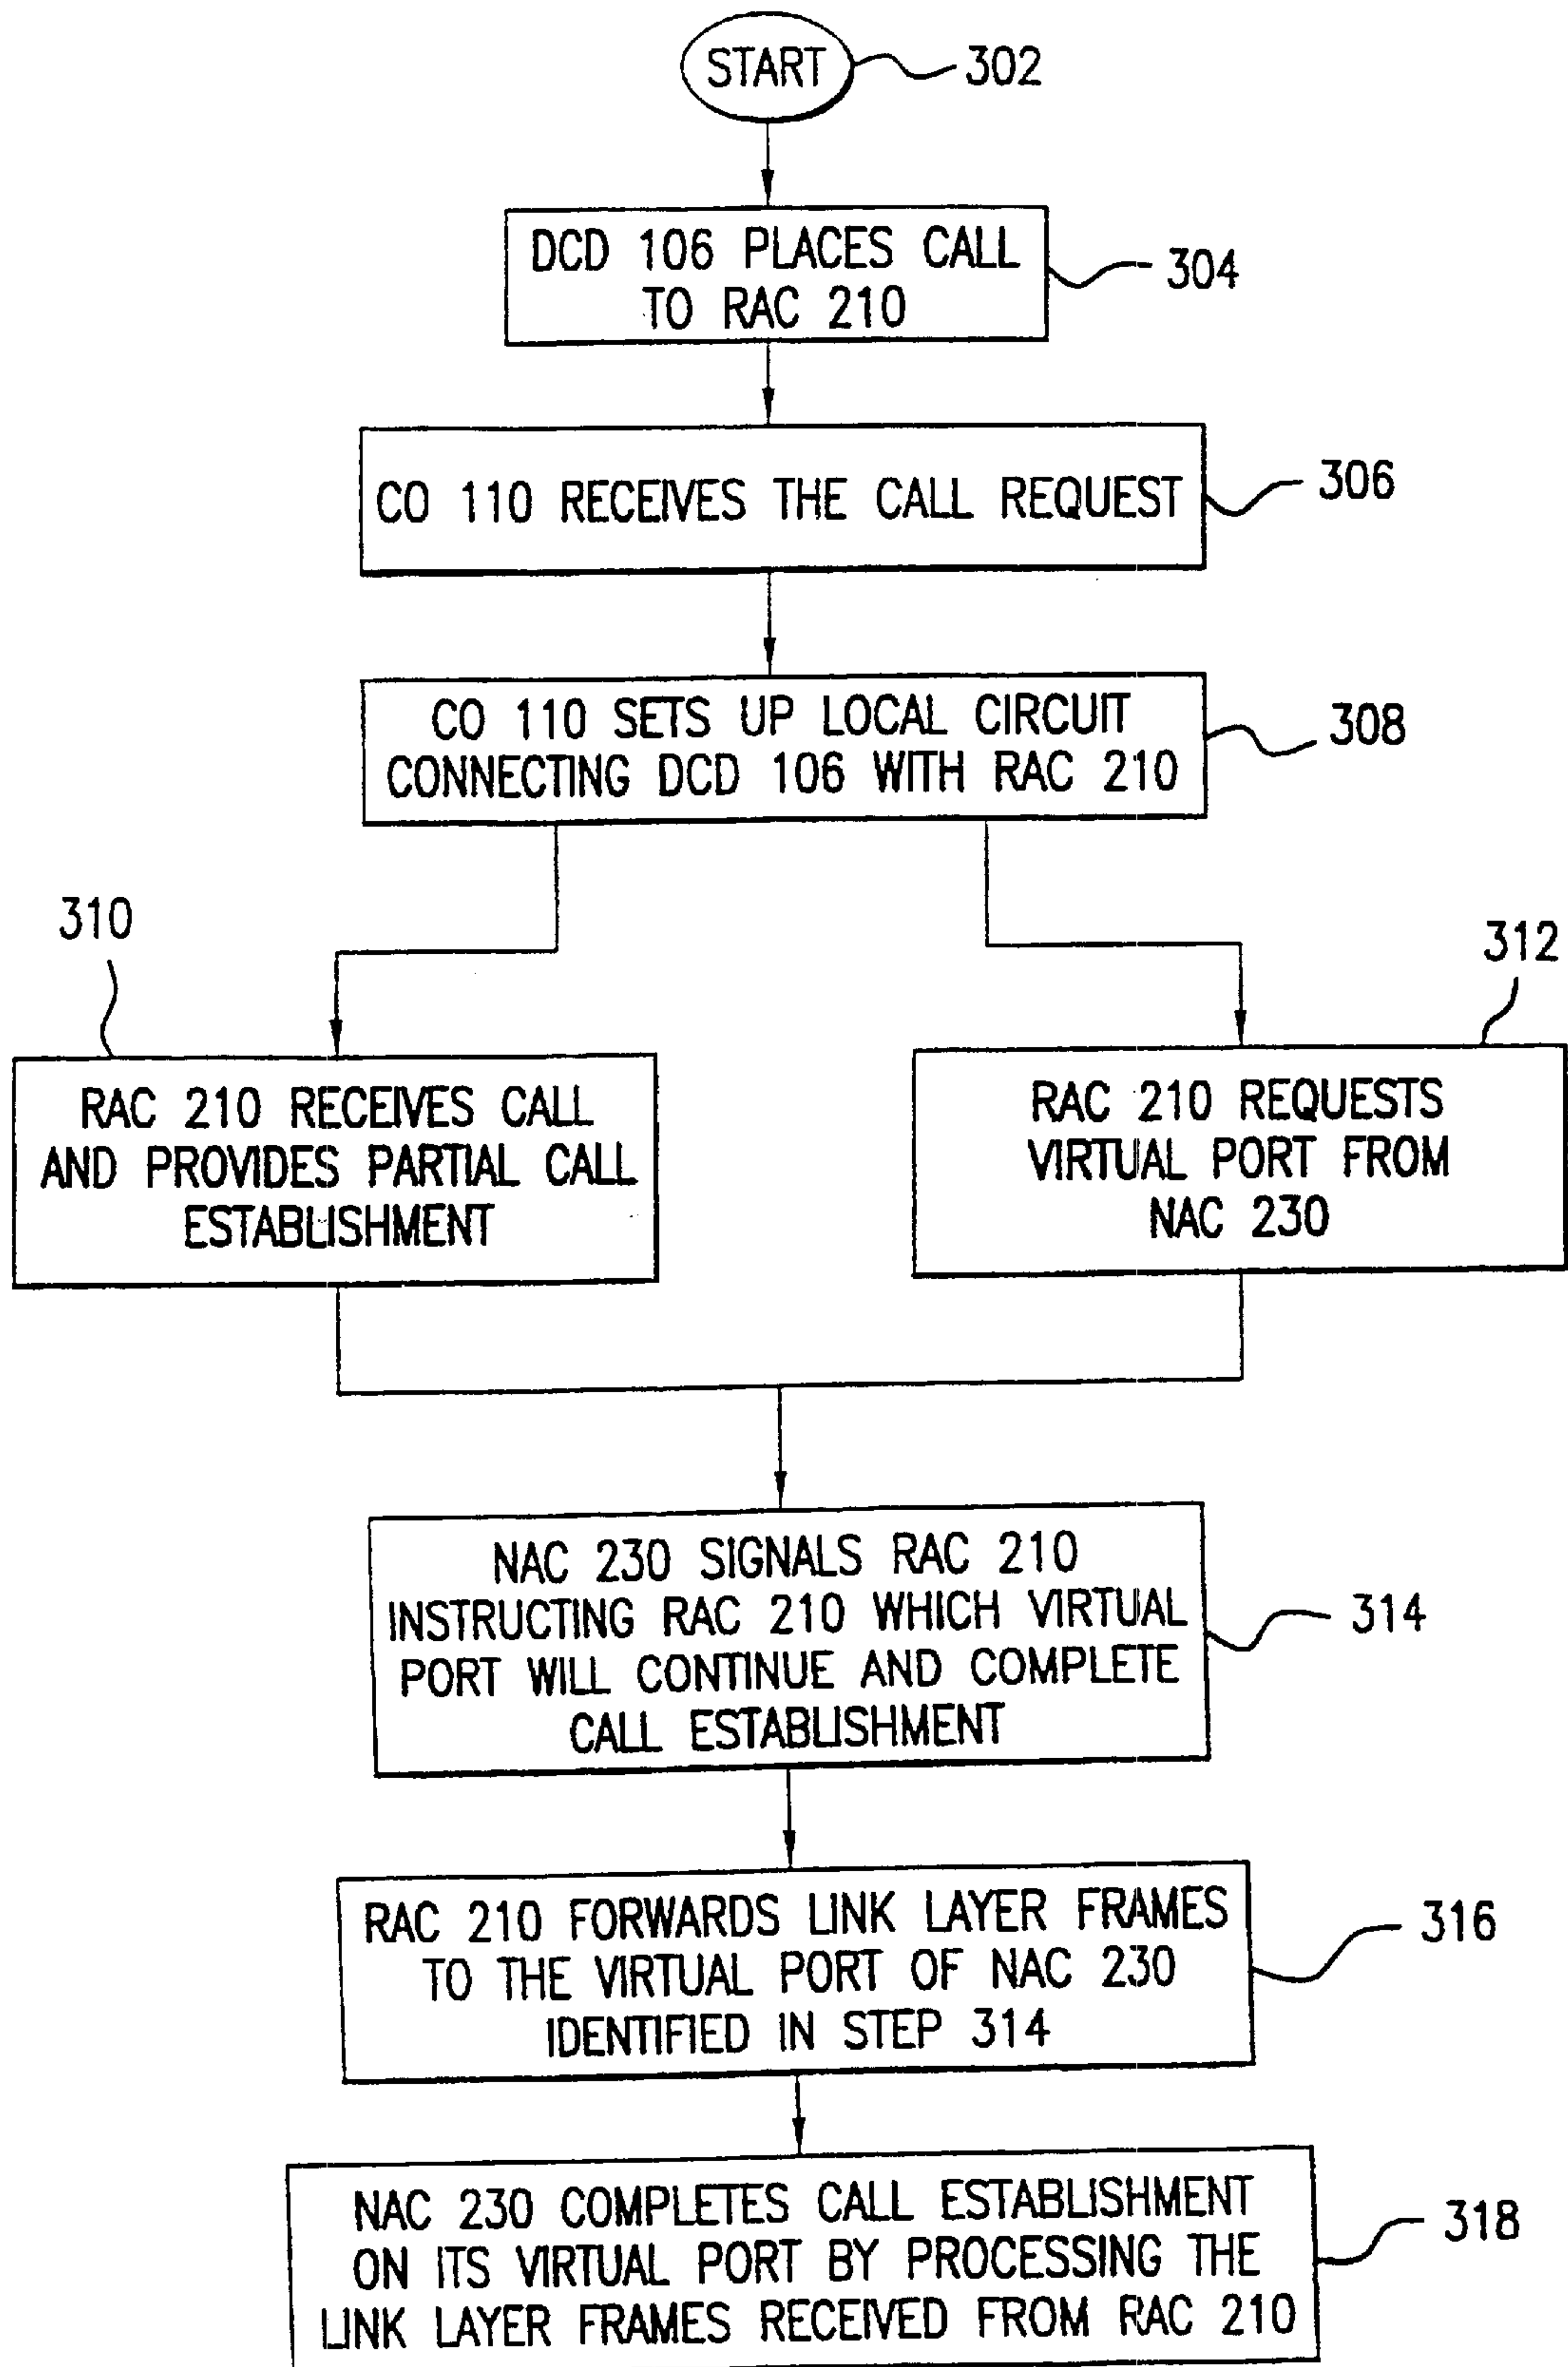 START
302
DCD 106 PLACES CALL
TO RAC 210
304
CO 110 RECEIVES THE CALL REQUEST
306
CO 110 SETS UP LOCAL CIRCUIT
CONNECTING DCD 106 WITH RAC 210
308
310
RAC 210 RECEIVES CALL
AND PROVIDES PARTIAL CALL
ESTABLISHMENT
312
RAC 210 REQUESTS
VIRTUAL PORT FROM
NAC 230
NAC 230 SIGNALS RAC 210
INSTRUCTING RAC 210 WHICH VIRTUAL
PORT WILL CONTINUE AND COMPLETE
CALL ESTABLISHMENT
314
RAC 210 FORWARDS LINK LAYER FRAMES
TO THE VIRTUAL PORT OF NAC 230
IDENTIFIED IN STEP 314
316
NAC 230 COMPLETES CALL ESTABLISHMENT
ON ITS VIRTUAL PORT BY PROCESSING THE
LINK LAYER FRAMES RECEIVED FROM RAC 210
318